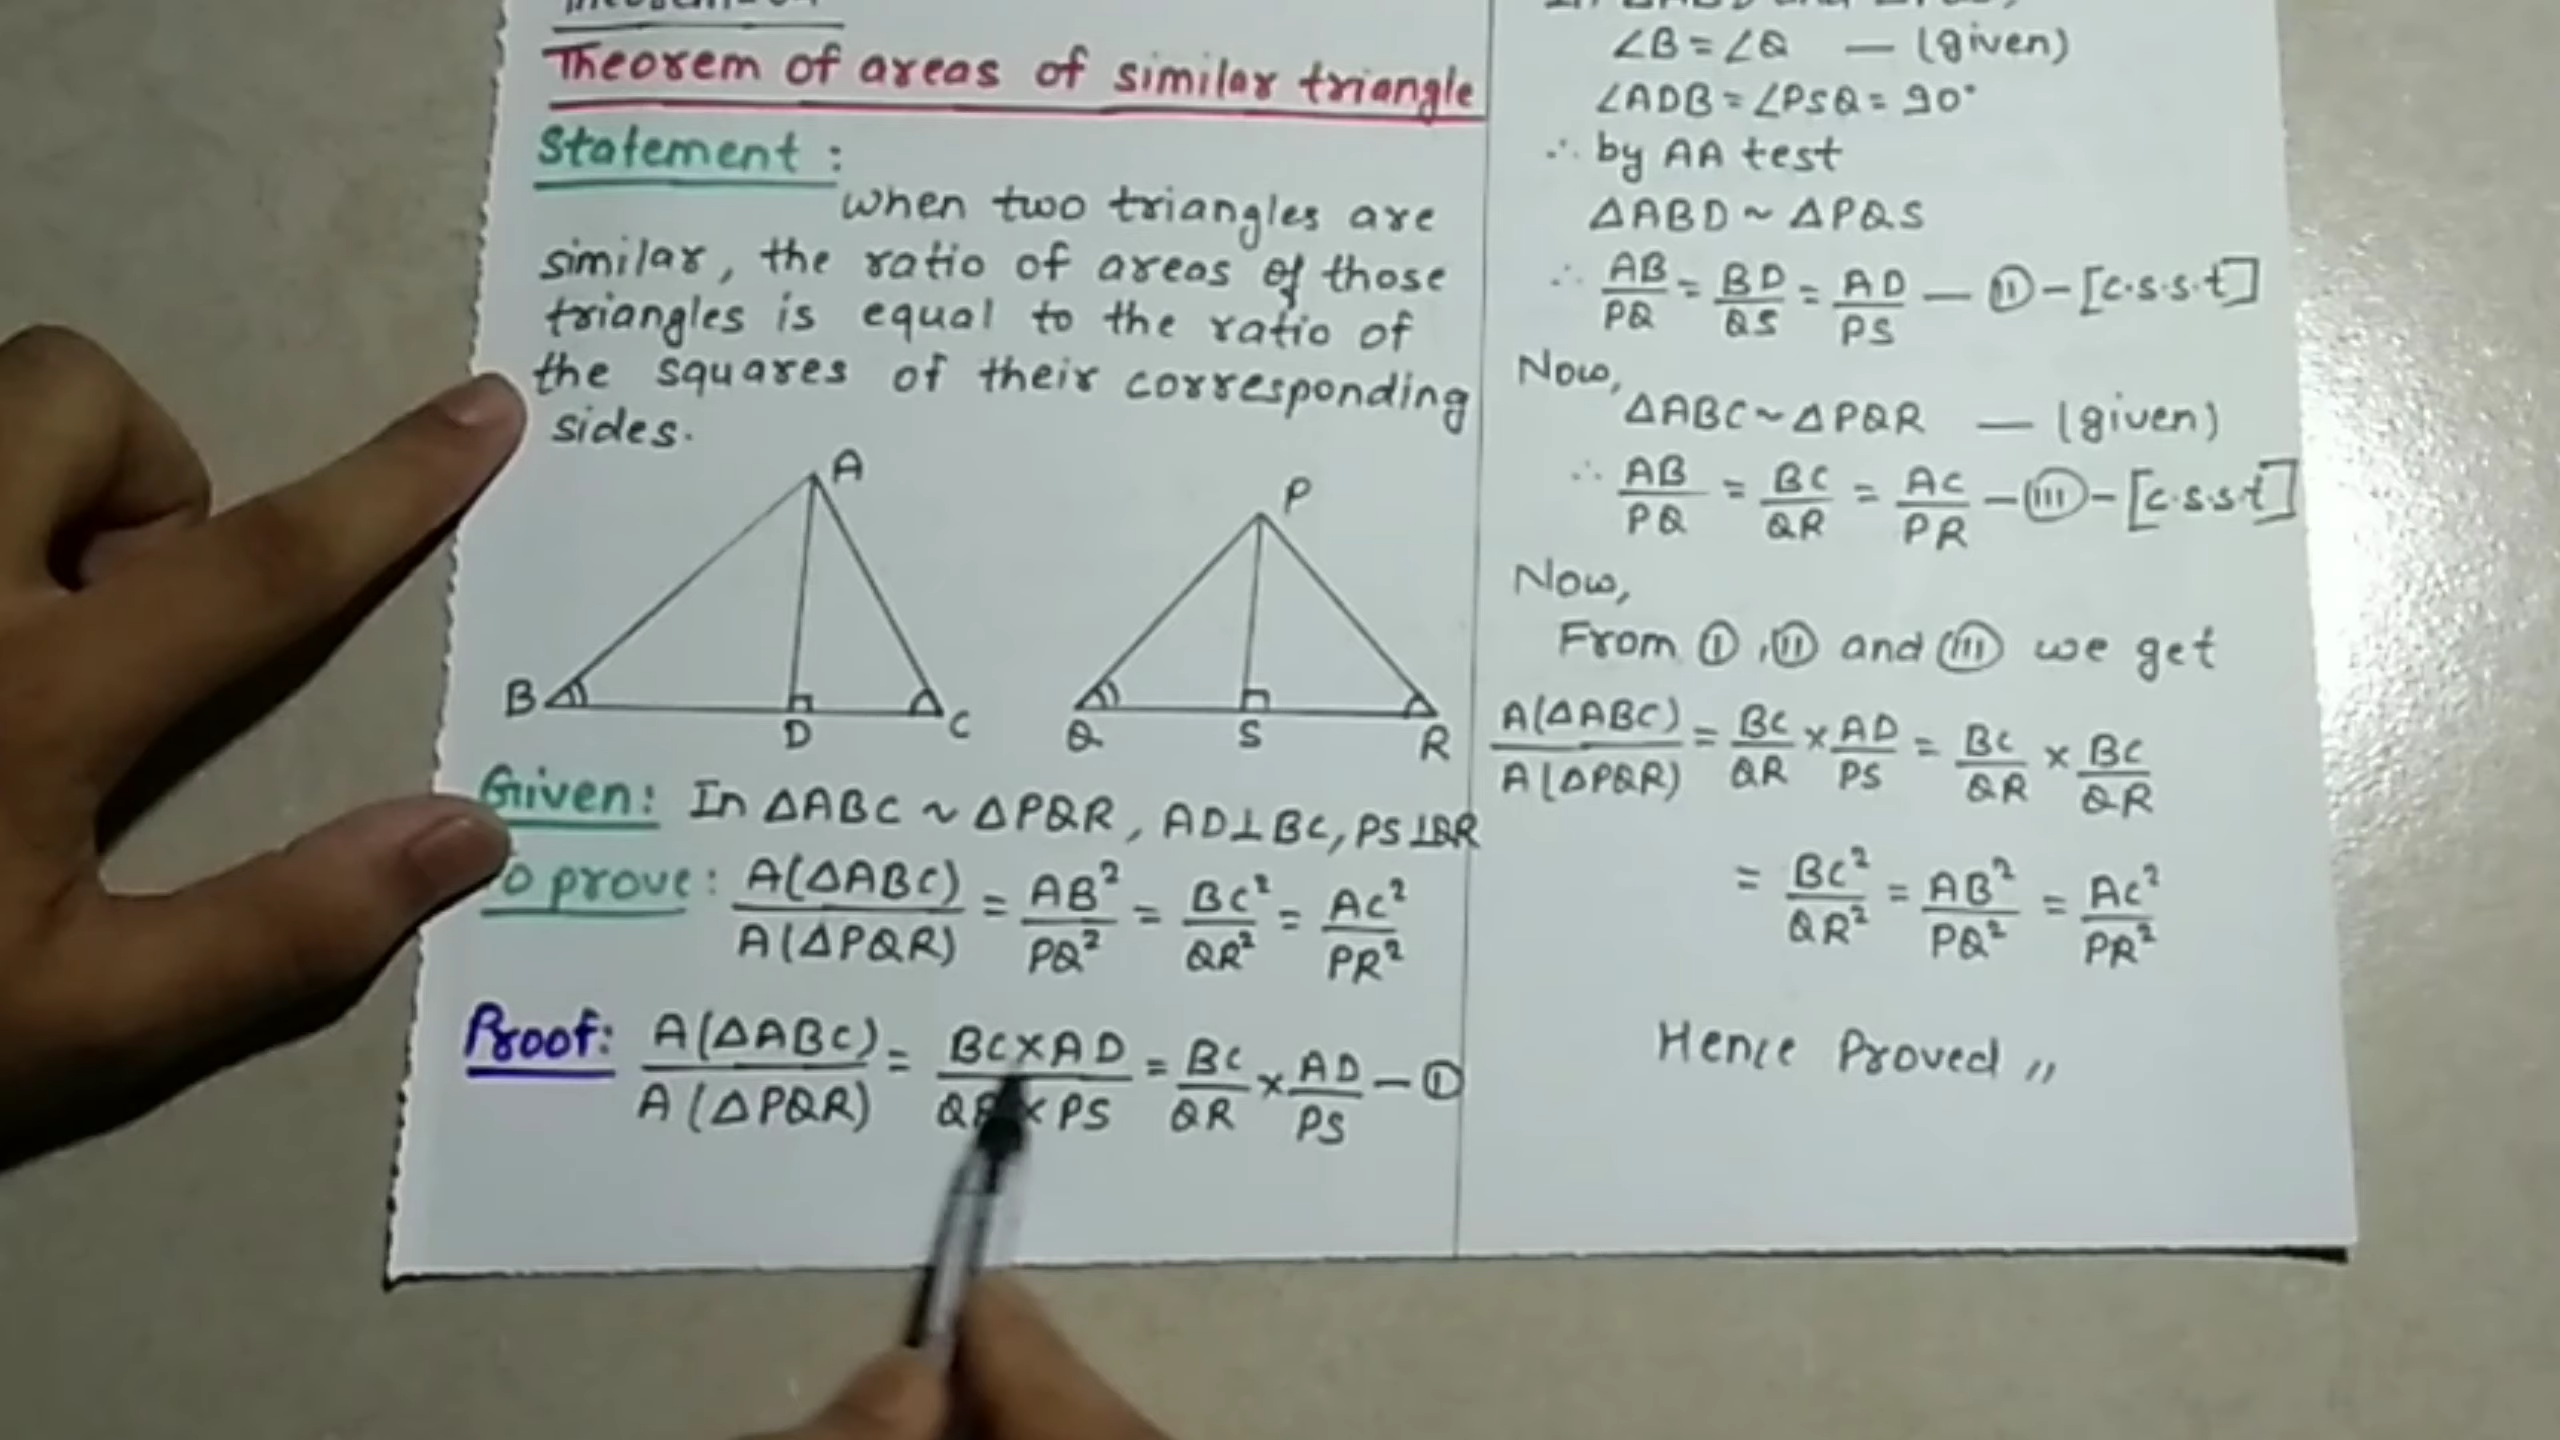 Theorem of areas of similar triangle
Statement :
when two triangles are
similar, the ratio of areas of those
triangles is equal to the ratio of
the squares of their corresponding
sides.
A
B D C
P
Q S R
Given: In ΔABC ~ ΔPQR, AD⊥BC, PS⊥QR
To prove: A(ΔABC)/A(ΔPQR) = AB²/PQ² = BC²/QR² = AC²/PR²
Proof: A(ΔABC)/A(ΔPQR) = BC×AD/QR×PS = BC/QR × AD/PS — Ⓘ
∠B = ∠Q — (given)
∠ADB = ∠PSQ = 90°
∴ by AA test
ΔABD ~ ΔPQS
∴ AB/PQ = BD/QS = AD/PS — (II) – [c.s.s.t]
Now,
ΔABC ~ ΔPQR — (given)
∴ AB/PQ = BC/QR = AC/PR — (III) – [c.s.s.t]
Now,
From (I), (II) and (III) we get
A(ΔABC)/A(ΔPQR) = BC/QR × AD/PS = BC/QR × BC/QR
= BC²/QR² = AB²/PQ² = AC²/PR²
Hence Proved ,,